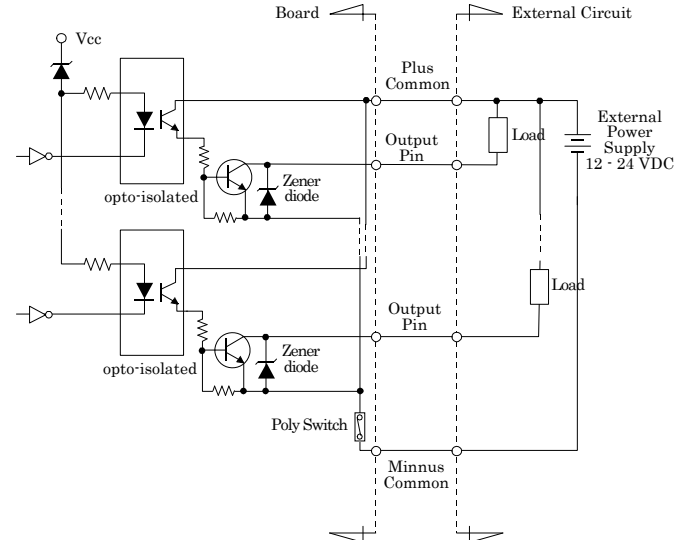 Board
External Circuit
Vcc
Plus
Common
External
Power
Supply
12 - 24 VDC
Load
Output
Pin
Zener
diode
opto-isolated
Load
Output
Pin
Zener
diode
opto-isolated
Poly Switch
Minnus
Common